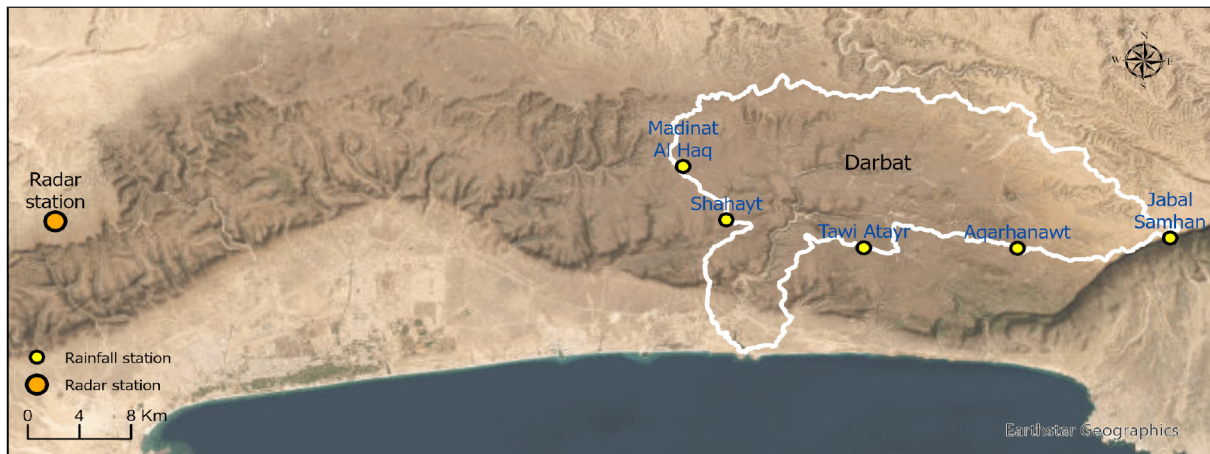 N
W E
S
Madinat
Al Haq
Darbat
Radar
station
Shahayt
Jabal
Samhan
Tawi Atayr
Aqarhanawt
Rainfall station
Radar station
0 4 8 Km
Earthstar Geographics